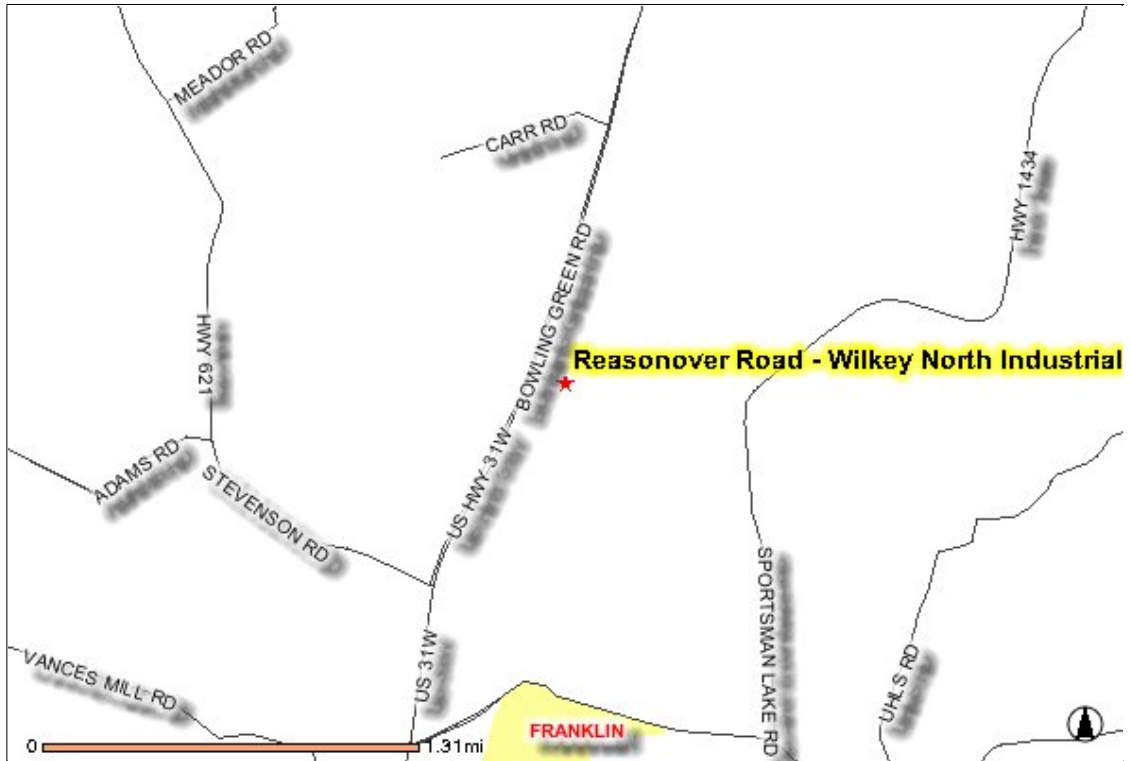 MEADOR RD
CARR RD
HWY 1434
BOWLING GREEN RD
HWY 621
Reasonover Road - Wilkey North Industrial
US HWY 31W
ADAMS RD
STEVENSON RD
SPORTSMAN LAKE RD
US 31W
VANCES MILL RD
UHLS RD
FRANKLIN
0 1.31mi